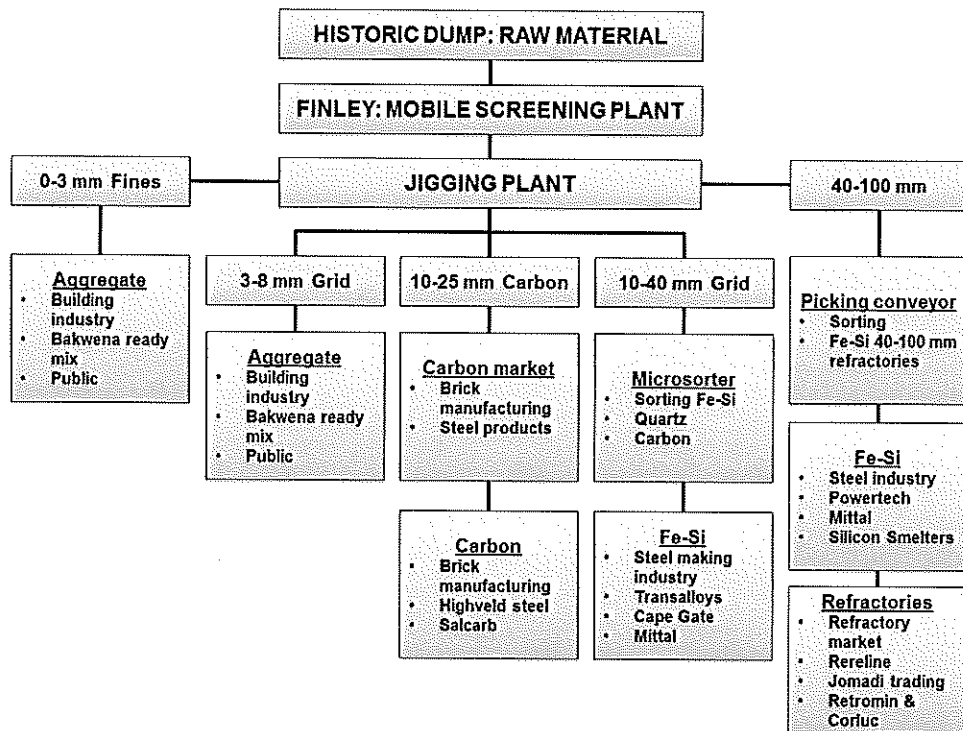 HISTORIC DUMP: RAW MATERIAL
FINLEY: MOBILE SCREENING PLANT
0-3 mm Fines
JIGGING PLANT
40-100 mm
Aggregate
• Building
industry
• Bakwena ready
mix
• Public
3-8 mm Grid
Aggregate
• Building
industry
• Bakwena ready
mix
• Public
10-25 mm Carbon
Carbon market
• Brick
manufacturing
• Steel products
Carbon
• Brick
manufacturing
• Highveld steel
• Salcarb
10-40 mm Grid
Microsorter
• Sorting Fe-Si
• Quartz
• Carbon
Fe-Si
• Steel making
industry
• Transalloys
• Cape Gate
• Mittal
Picking conveyor
• Sorting
• Fe-Si 40-100 mm
refractories
Fe-Si
• Steel industry
• Powertech
• Mittal
• Silicon Smelters
Refractories
• Refractory
market
• Rereline
• Jomadi trading
• Retromin &
Corluc